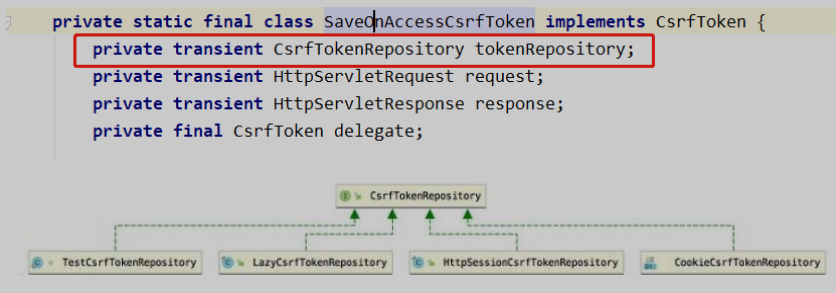 private static final class SaveOnAccessCsrfToken implements CsrfToken {
private transient CsrfTokenRepository tokenRepository;
private transient HttpServletRequest request;
private transient HttpServletResponse response;
private final CsrfToken delegate;
CsrfTokenRepository
TestCsrfTokenRepository LazyCsrfTokenRepository HttpSessionCsrfTokenRepository CookieCsrfTokenRepository